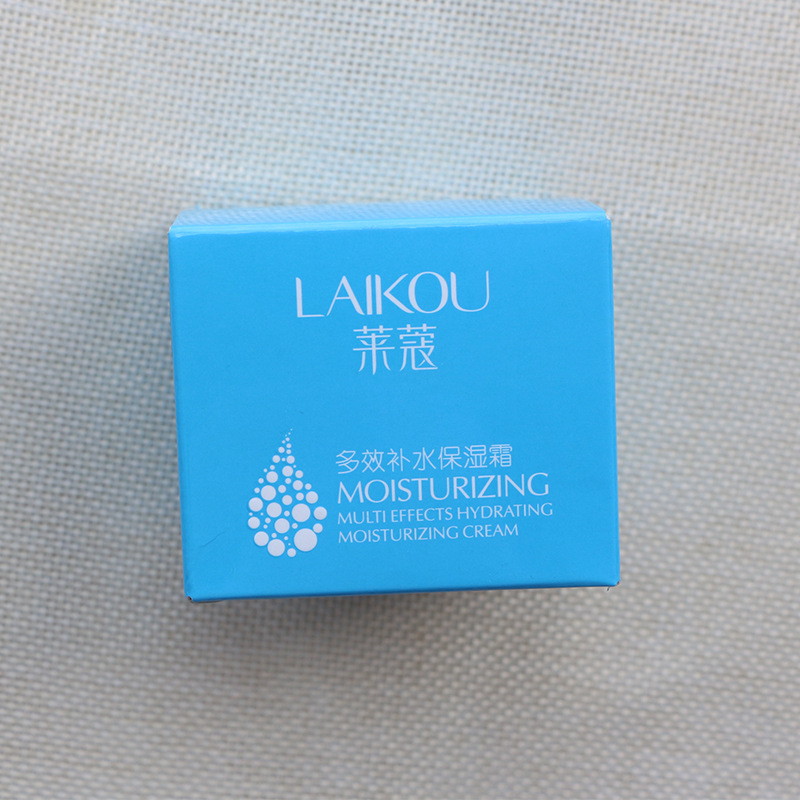 LAIKOU
莱蔻
多效补水保湿霜
MOISTURIZING
MULTI EFFECTS HYDRATING
MOISTURIZING CREAM